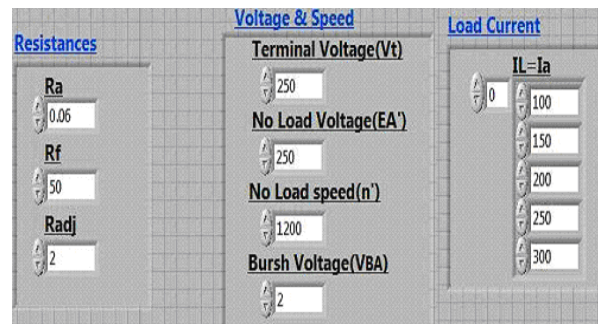 Resistances
Ra
0.06
Rf
50
Radj
2
Voltage & Speed
Terminal Voltage(Vt)
250
No Load Voltage(EA')
250
No Load speed(n')
1200
Bursh Voltage(VBA)
2
Load Current
IL=Ia
0
100
150
200
250
300